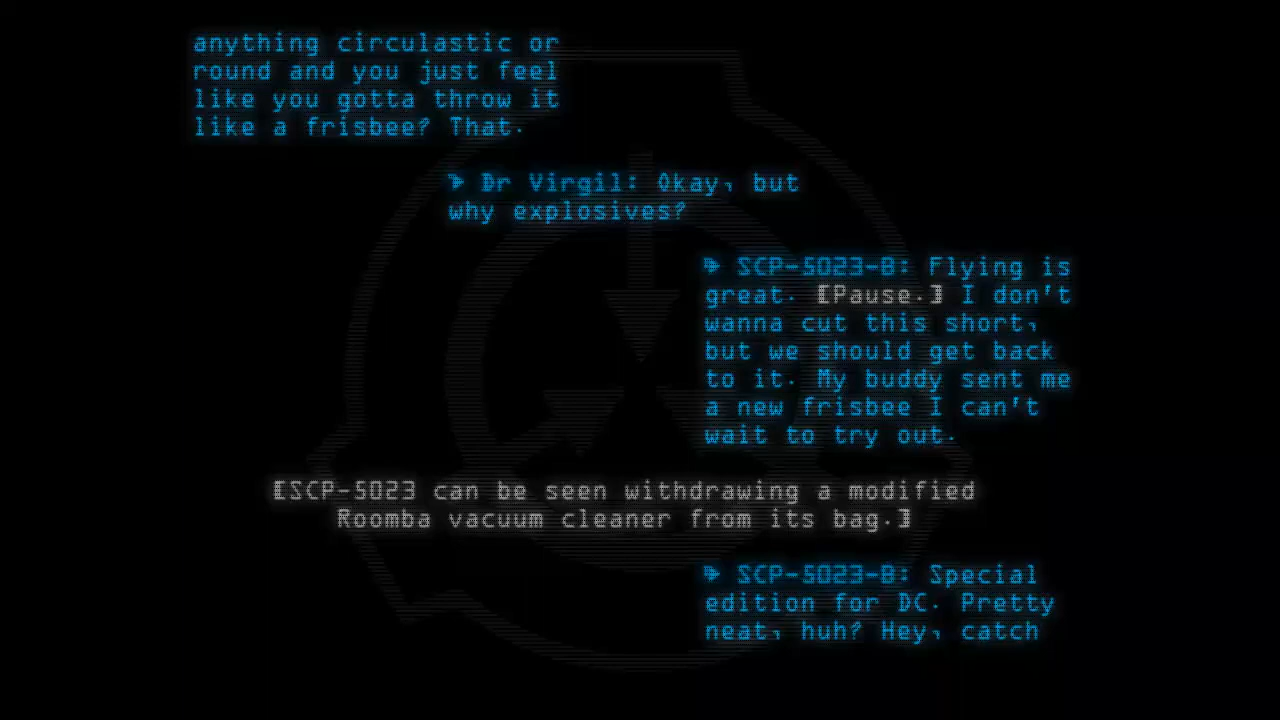 anything circulastic or
round and you just feel
like you gotta throw it
like a frisbee? That.
➤ Dr Virgil: Okay, but
why explosives?
➤ SCP-5023-B: Flying is
great. [Pause.] I don't
wanna cut this short,
but we should get back
to it. My buddy sent me
a new frisbee I can't
wait to try out.
[SCP-5023 can be seen withdrawing a modified
Roomba vacuum cleaner from its bag.]
➤ SCP-5023-B: Special
edition for DC. Pretty
neat, huh? Hey, catch